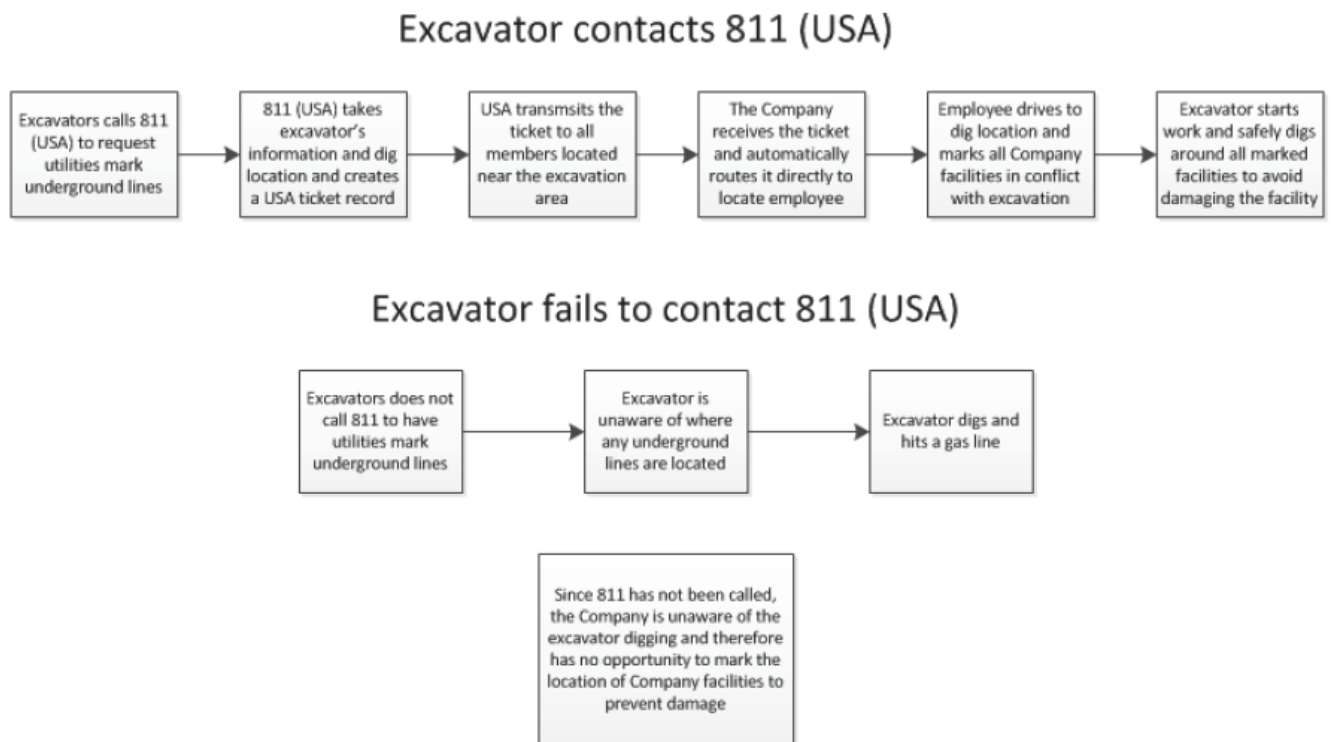 Excavator contacts 811 (USA)
Excavators calls 811
(USA) to request
utilities mark
underground lines
811 (USA) takes
excavator's
information and dig
location and creates
a USA ticket record
USA transmsits the
ticket to all
members located
near the excavation
area
The Company
receives the ticket
and automatically
routes it directly to
locate employee
Employee drives to
dig location and
marks all Company
facilities in conflict
with excavation
Excavator starts
work and safely digs
around all marked
facilities to avoid
damaging the facility
Excavator fails to contact 811 (USA)
Excavators does not
call 811 to have
utilities mark
underground lines
Excavator is
unaware of where
any underground
lines are located
Excavator digs and
hits a gas line
Since 811 has not been called,
the Company is unaware of the
excavator digging and therefore
has no opportunity to mark the
location of Company facilities to
prevent damage